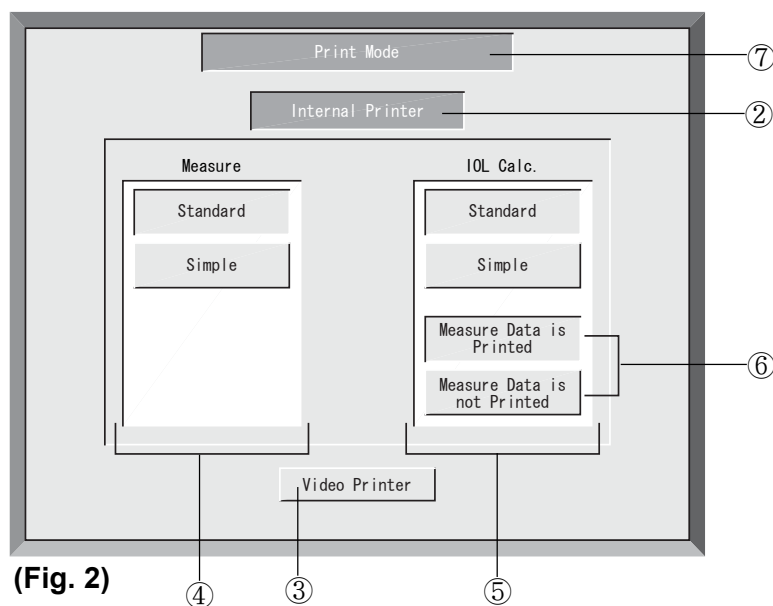 Print Mode
⑦
Internal Printer
②
Measure
IOL Calc.
Standard
Standard
Simple
Simple
Measure Data is
Printed
⑥
Measure Data is
not Printed
Video Printer
(Fig. 2)
④
③
⑤